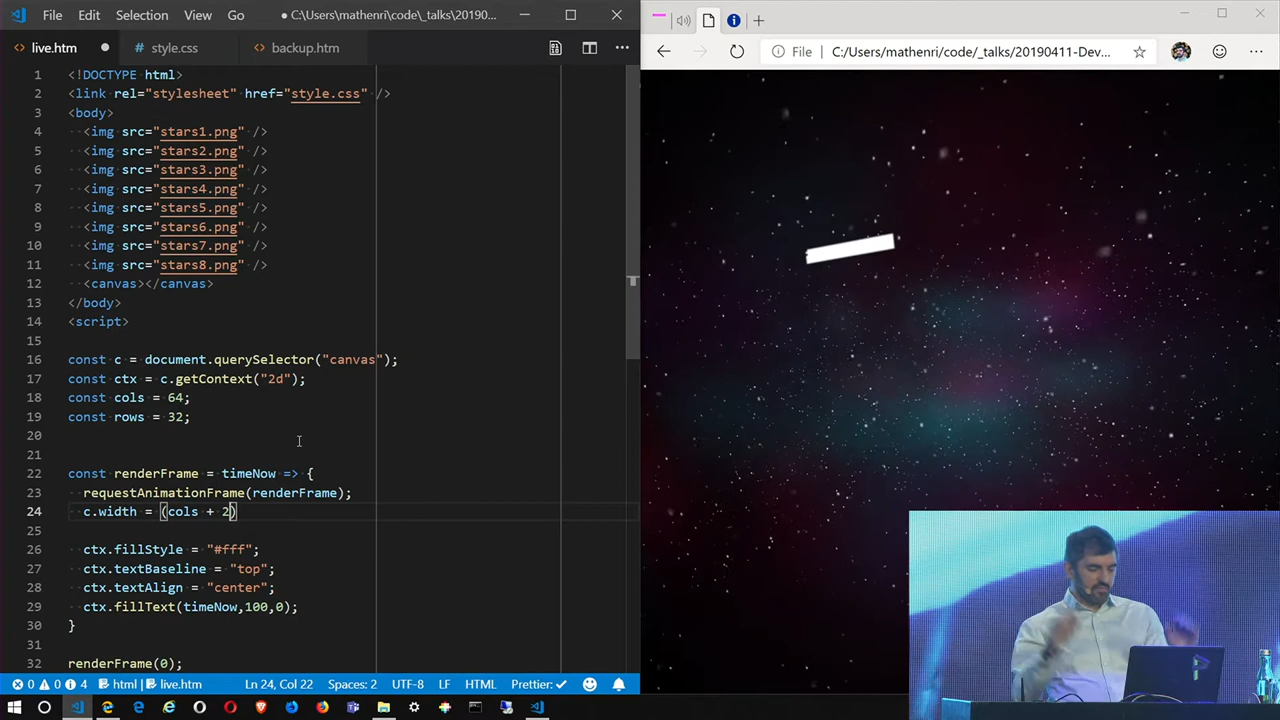 File Edit Selection View Go ● C:\Users\mathenri\code\_talks\20190...
live.htm ● style.css backup.htm
1 <!DOCTYPE html>
2 <link rel="stylesheet" href="style.css" />
3 <body>
4 <img src="stars1.png" />
5 <img src="stars2.png" />
6 <img src="stars3.png" />
7 <img src="stars4.png" />
8 <img src="stars5.png" />
9 <img src="stars6.png" />
10 <img src="stars7.png" />
11 <img src="stars8.png" />
12 <canvas></canvas>
13 </body>
14 <script>
15
16 const c = document.querySelector("canvas");
17 const ctx = c.getContext("2d");
18 const cols = 64;
19 const rows = 32;
20
21
22 const renderFrame = timeNow => {
23 requestAnimationFrame(renderFrame);
24 c.width = (cols + 2)
25
26 ctx.fillStyle = "#fff";
27 ctx.textBaseline = "top";
28 ctx.textAlign = "center";
29 ctx.fillText(timeNow,100,0);
30 }
31
32 renderFrame(0);
0 0 4 html | live.htm Ln 24, Col 22 Spaces: 2 UTF-8 LF HTML Prettier: ✓
File C:/Users/mathenri/code/_talks/20190411-Dev...